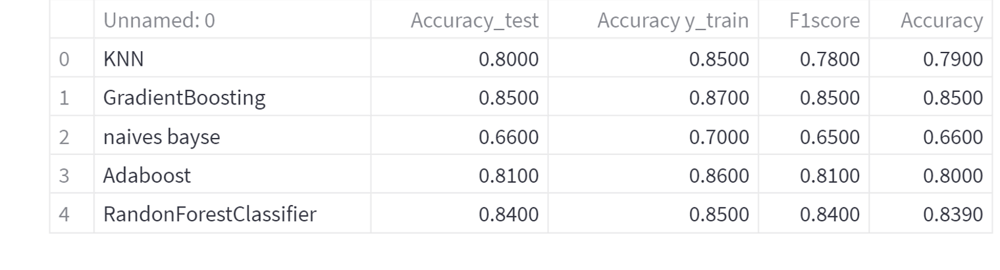 Unnamed: 0 Accuracy_test Accuracy y_train F1score Accuracy
0 KNN 0.8000 0.8500 0.7800 0.7900
1 GradientBoosting 0.8500 0.8700 0.8500 0.8500
2 naives bayse 0.6600 0.7000 0.6500 0.6600
3 Adaboost 0.8100 0.8600 0.8100 0.8000
4 RandonForestClassifier 0.8400 0.8500 0.8400 0.8390